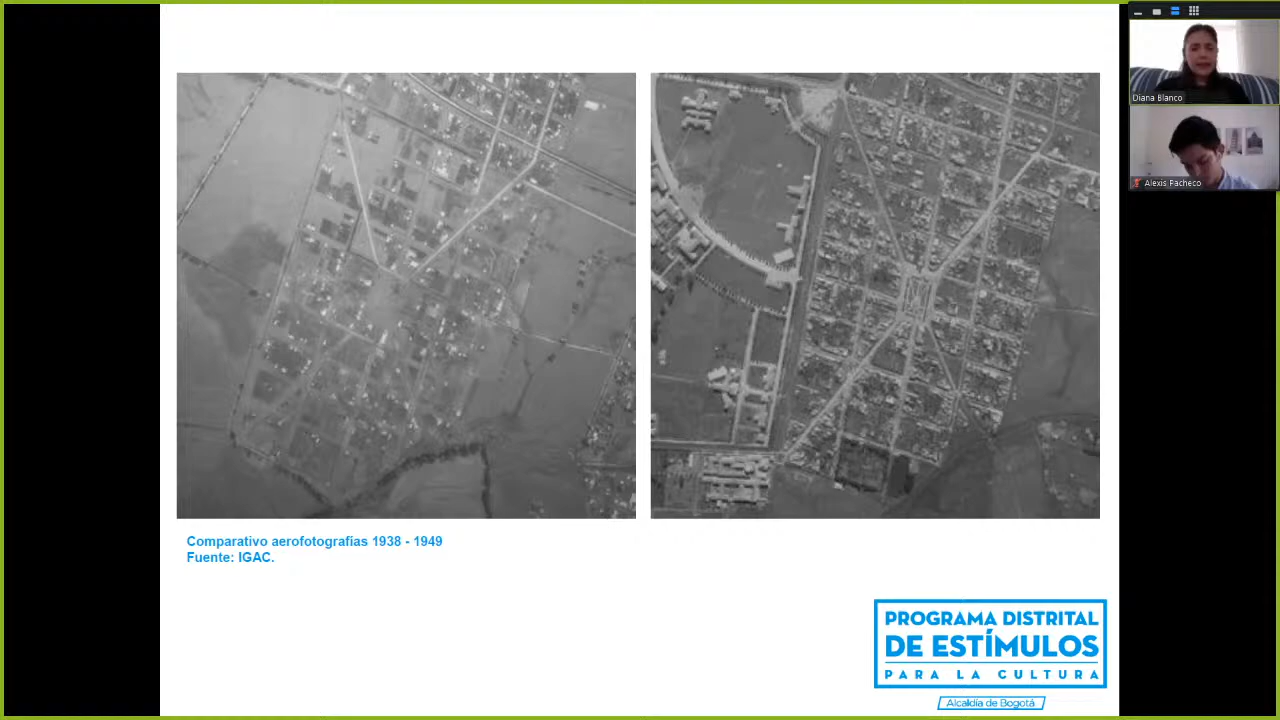 Diana Blanco
Alexis Pacheco
Comparativo aerofotografías 1938 - 1949
Fuente: IGAC.
PROGRAMA DISTRITAL
DE ESTÍMULOS
PARA LA CULTURA
Alcaldía de Bogotá